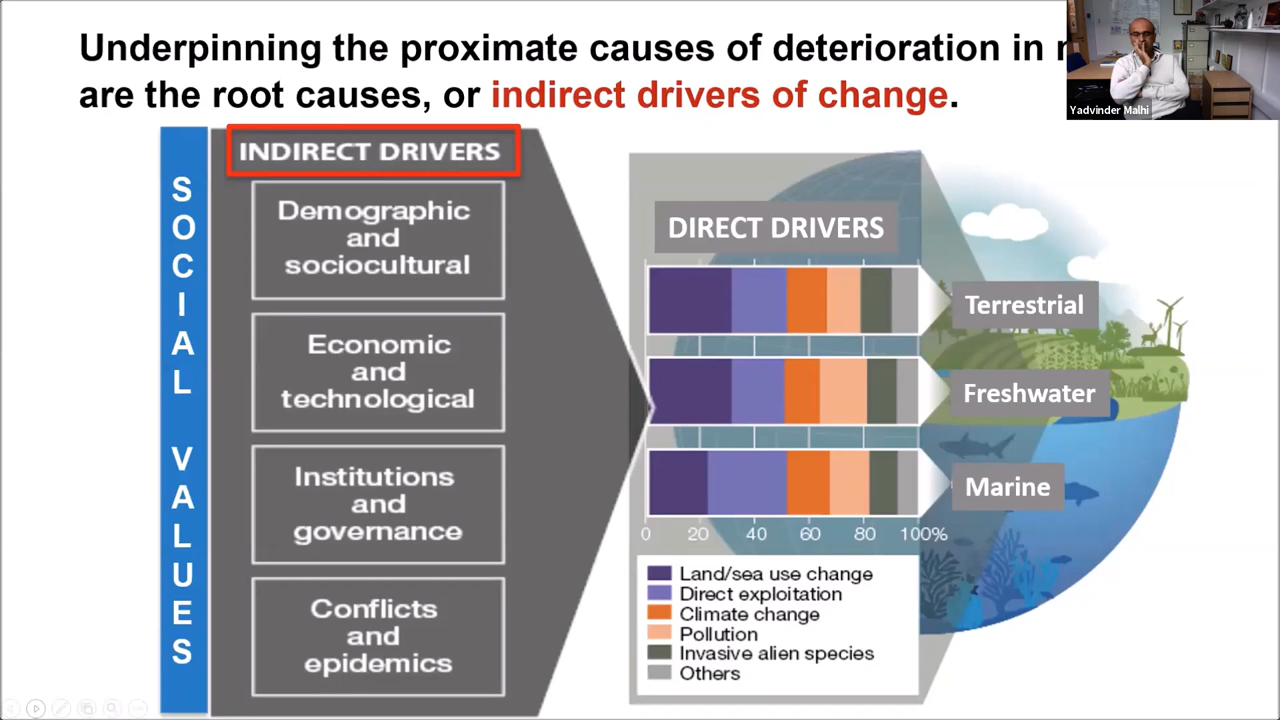 Underpinning the proximate causes of deterioration in
are the root causes, or indirect drivers of change.
Yadvinder Malhi
SOCIAL VALUES
INDIRECT DRIVERS
Demographic
and
sociocultural
Economic
and
technological
Institutions
and
governance
Conflicts
and
epidemics
DIRECT DRIVERS
Terrestrial
Freshwater
Marine
0 20 40 60 80 100%
Land/sea use change
Direct exploitation
Climate change
Pollution
Invasive alien species
Others